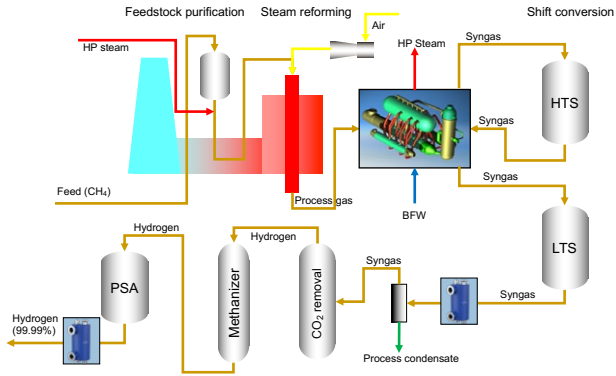 Feedstock purification
Steam reforming
Shift conversion
Air
HP steam
HP Steam
Syngas
HTS
Syngas
Feed (CH₄)
Process gas
BFW
Syngas
LTS
Hydrogen
Hydrogen
Syngas
Syngas
PSA
Methanizer
CO₂ removal
Hydrogen
(99.99%)
Process condensate